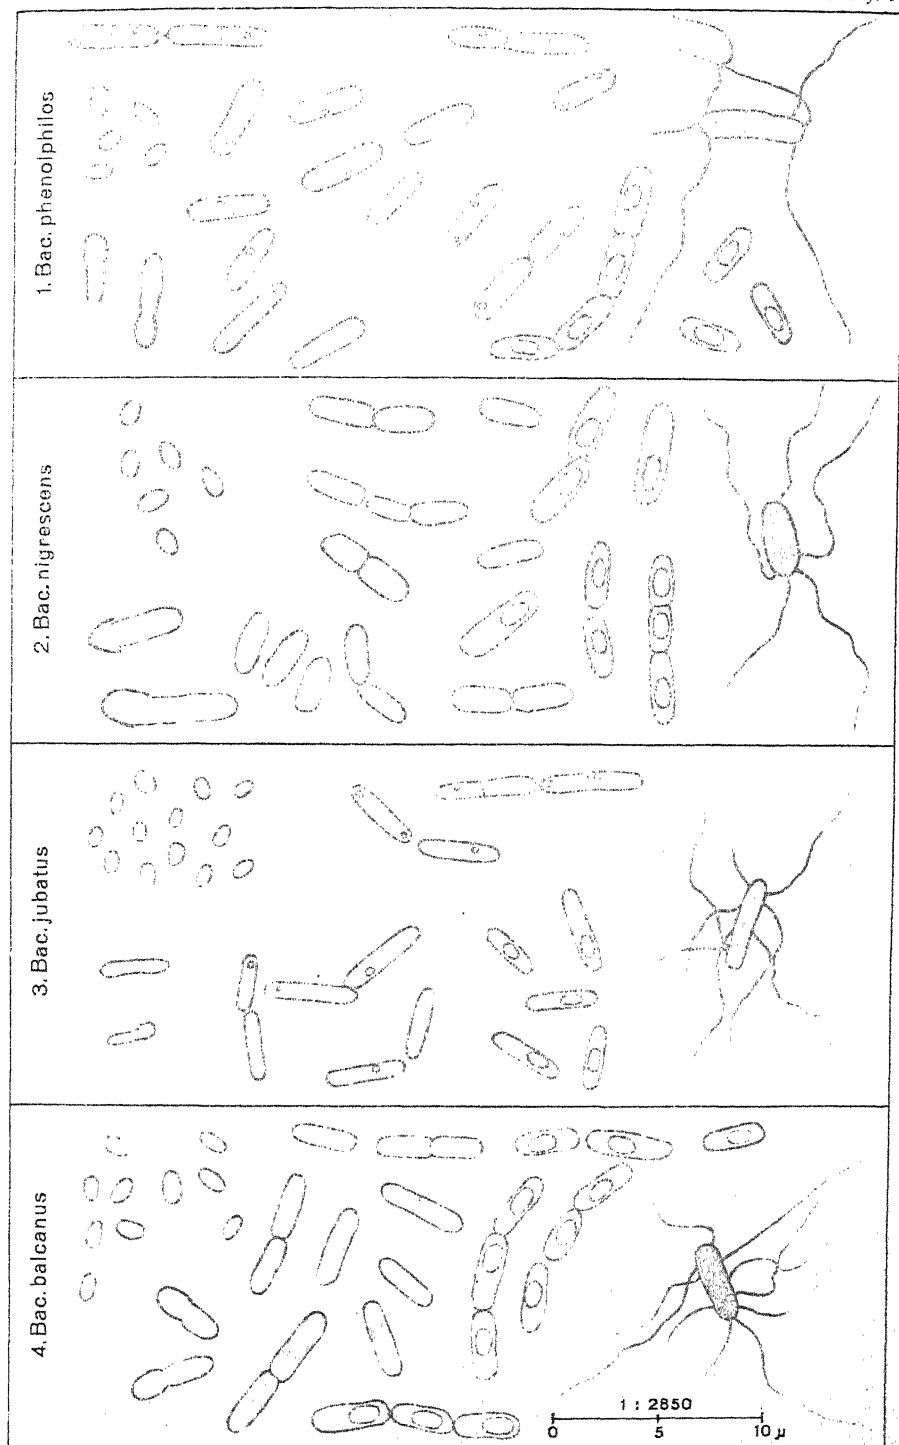 1. Bac. phenolphilos
2. Bac. nigrescens
3. Bac. jubatus
4. Bac. balcanus
1 : 2850
0 5 10 µ